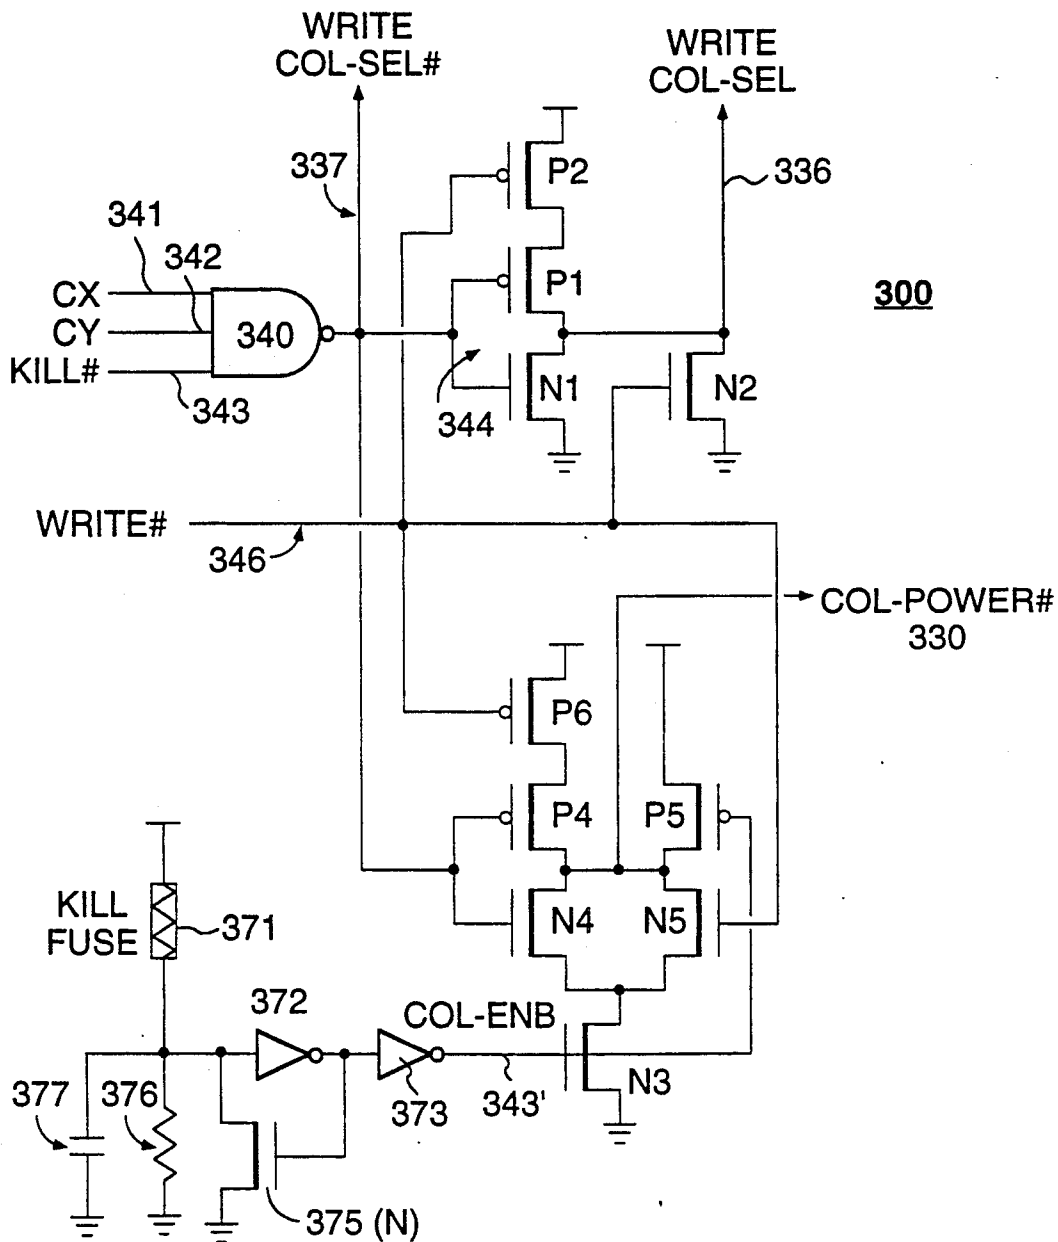 WRITE
COL-SEL#
WRITE
COL-SEL
337
P2
336
341
342
P1
300
CX
CY
KILL#
340
343
344
N1
N2
WRITE#
346
COL-POWER#
330
P6
P4
P5
KILL
FUSE
371
N4
N5
372
COL-ENB
377
376
373
343'
N3
375 (N)